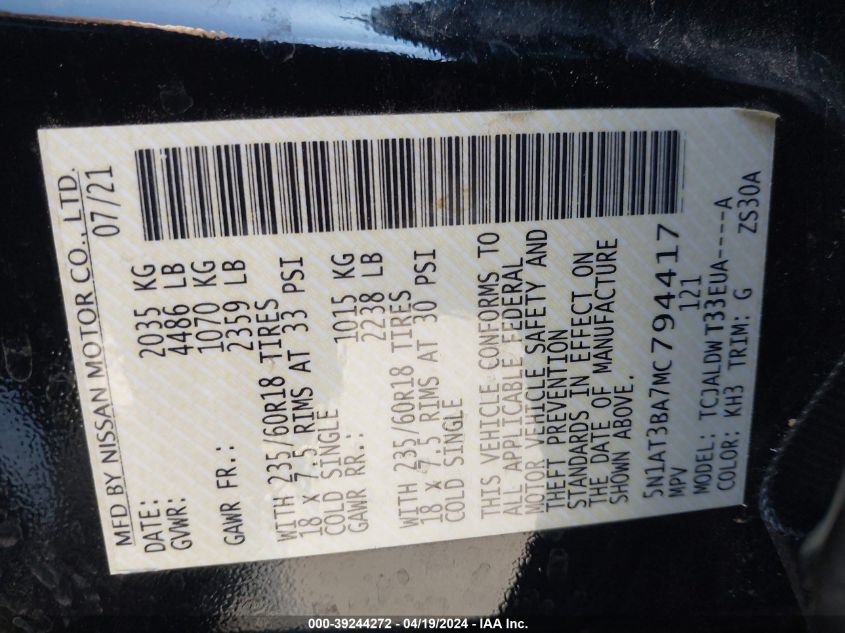 MFD BY NISSAN MOTOR CO., LTD.
DATE: 07/21
GVWR: 2035 KG
4486 LB
GAWR FR.: 1070 KG
2359 LB
WITH 235/60R18 TIRES
18 X 7.5 RIMS AT 33 PSI
COLD SINGLE
GAWR RR.: 1015 KG
2238 LB
WITH 235/60R18 TIRES
18 X 7.5 RIMS AT 30 PSI
COLD SINGLE
THIS VEHICLE CONFORMS TO
ALL APPLICABLE FEDERAL
MOTOR VEHICLE SAFETY AND
THEFT PREVENTION
STANDARDS IN EFFECT ON
THE DATE OF MANUFACTURE
SHOWN ABOVE.
5N1AT3BA7MC794417
MPV 121
MODEL: TCJALDWT33EUA----A
COLOR: KH3 TRIM: G ZS30A
000-39244272 - 04/19/2024 - IAA Inc.